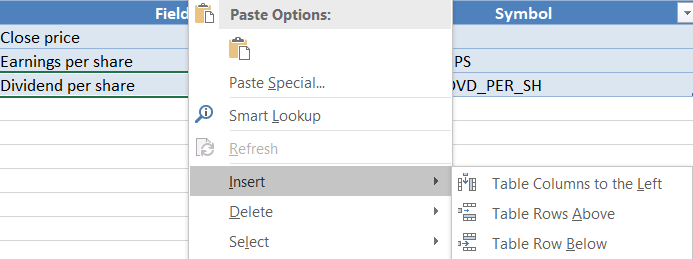 Field
Symbol
Close price
Earnings per share
PS
Dividend per share
DVD_PER_SH
Paste Options:
Paste Special...
Smart Lookup
Refresh
Insert
Delete
Select
Table Columns to the Left
Table Rows Above
Table Row Below